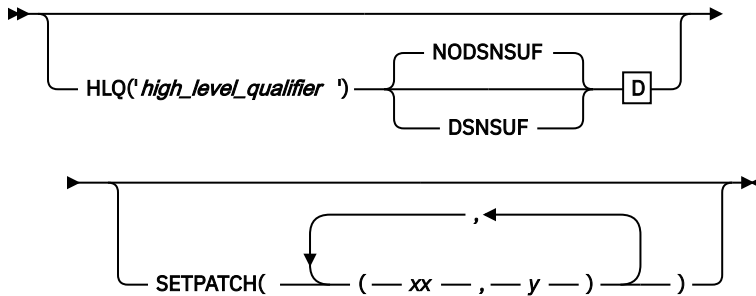 NODSNSUF
HLQ('high_level_qualifier ')
D
DSNSUF
,
SETPATCH( ( xx , y ) )